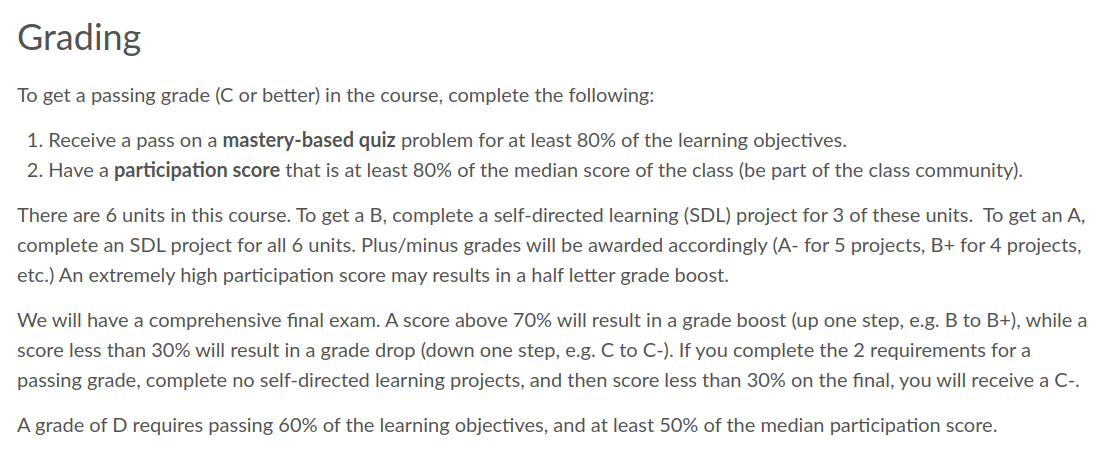 Grading
To get a passing grade (C or better) in the course, complete the following:
1. Receive a pass on a mastery-based quiz problem for at least 80% of the learning objectives.
2. Have a participation score that is at least 80% of the median score of the class (be part of the class community).
There are 6 units in this course. To get a B, complete a self-directed learning (SDL) project for 3 of these units.  To get an A,
complete an SDL project for all 6 units. Plus/minus grades will be awarded accordingly (A- for 5 projects, B+ for 4 projects,
etc.) An extremely high participation score may results in a half letter grade boost.
We will have a comprehensive final exam. A score above 70% will result in a grade boost (up one step, e.g. B to B+), while a
score less than 30% will result in a grade drop (down one step, e.g. C to C-). If you complete the 2 requirements for a
passing grade, complete no self-directed learning projects, and then score less than 30% on the final, you will receive a C-.
A grade of D requires passing 60% of the learning objectives, and at least 50% of the median participation score.